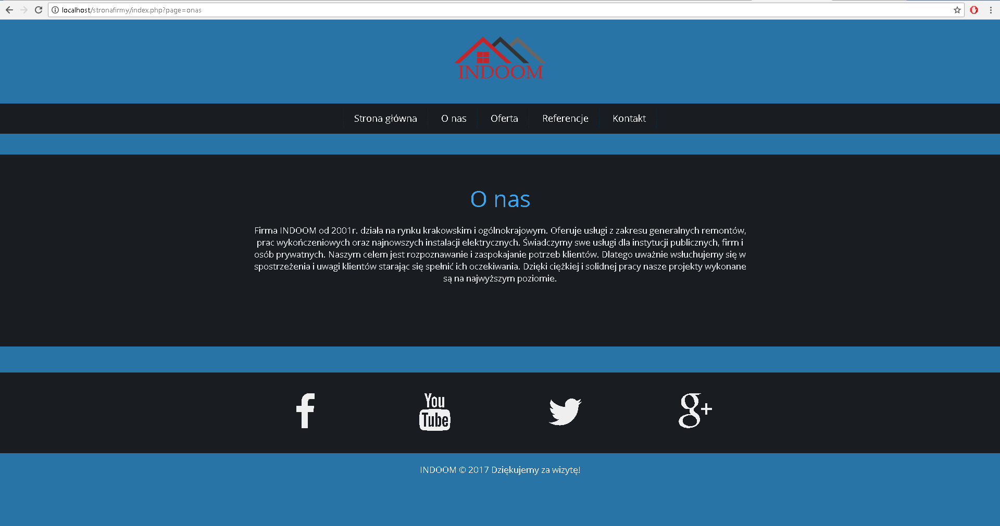 localhost/stronafirmy/index.php?page=onas
INDOOM
Strona główna O nas Oferta Referencje Kontakt
O nas
Firma INDOOM od 2001r. działa na rynku krakowskim i ogólnokrajowym. Oferuje usługi z zakresu generalnych remontów,
prac wykończeniowych oraz najnowszych instalacji elektrycznych. Świadczymy swe usługi dla instytucji publicznych, firm i
osób prywatnych. Naszym celem jest rozpoznawanie i zaspokajanie potrzeb klientów. Dlatego uważnie wsłuchujemy się w
spostrzeżenia i uwagi klientów starając się spełnić ich oczekiwania. Dzięki ciężkiej i solidnej pracy nasze projekty wykonane
są na najwyższym poziomie.
You
Tube
g+
INDOOM © 2017 Dziękujemy za wizytę!